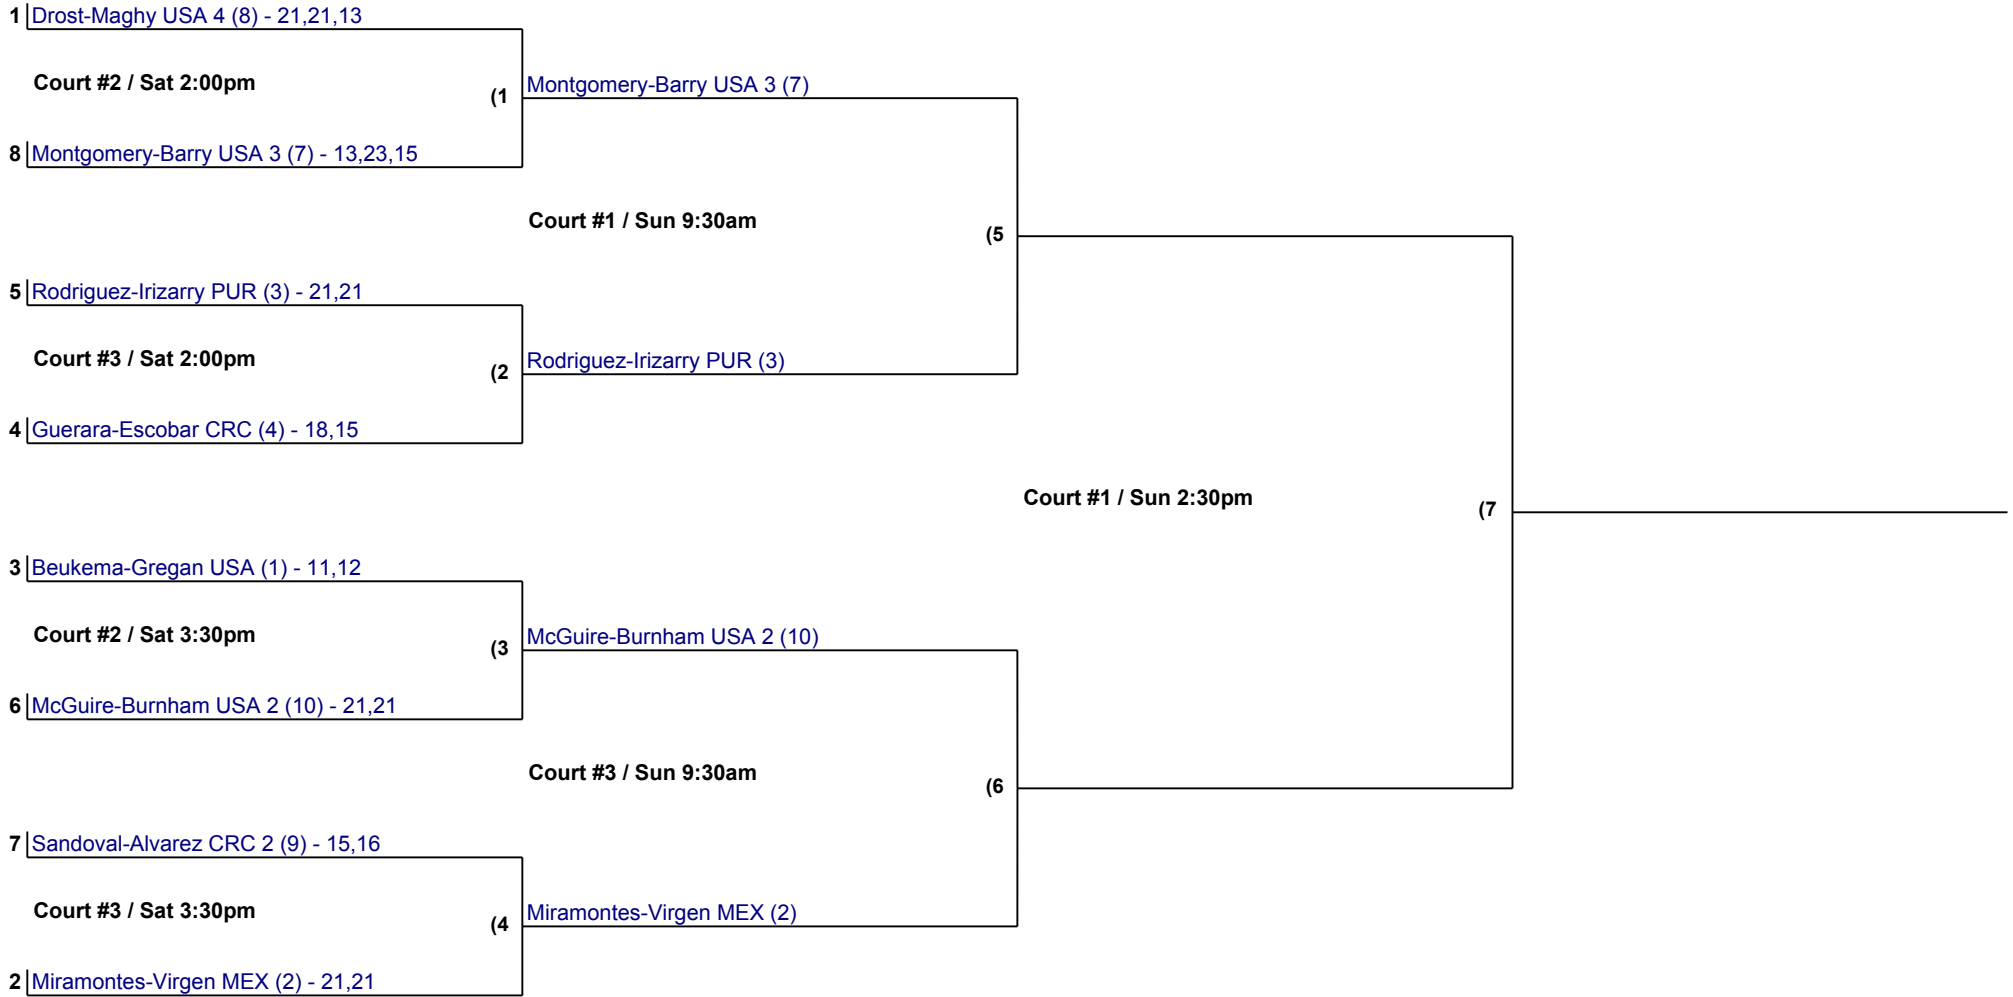 1 Drost-Maghy USA 4 (8) - 21,21,13
Court #2 / Sat 2:00pm
(1 Montgomery-Barry USA 3 (7)
8 Montgomery-Barry USA 3 (7) - 13,23,15
Court #1 / Sun 9:30am
(5
5 Rodriguez-Irizarry PUR (3) - 21,21
Court #3 / Sat 2:00pm
(2 Rodriguez-Irizarry PUR (3)
4 Guerara-Escobar CRC (4) - 18,15
Court #1 / Sun 2:30pm
(7
3 Beukema-Gregan USA (1) - 11,12
Court #2 / Sat 3:30pm
(3 McGuire-Burnham USA 2 (10)
6 McGuire-Burnham USA 2 (10) - 21,21
Court #3 / Sun 9:30am
(6
7 Sandoval-Alvarez CRC 2 (9) - 15,16
Court #3 / Sat 3:30pm
(4 Miramontes-Virgen MEX (2)
2 Miramontes-Virgen MEX (2) - 21,21